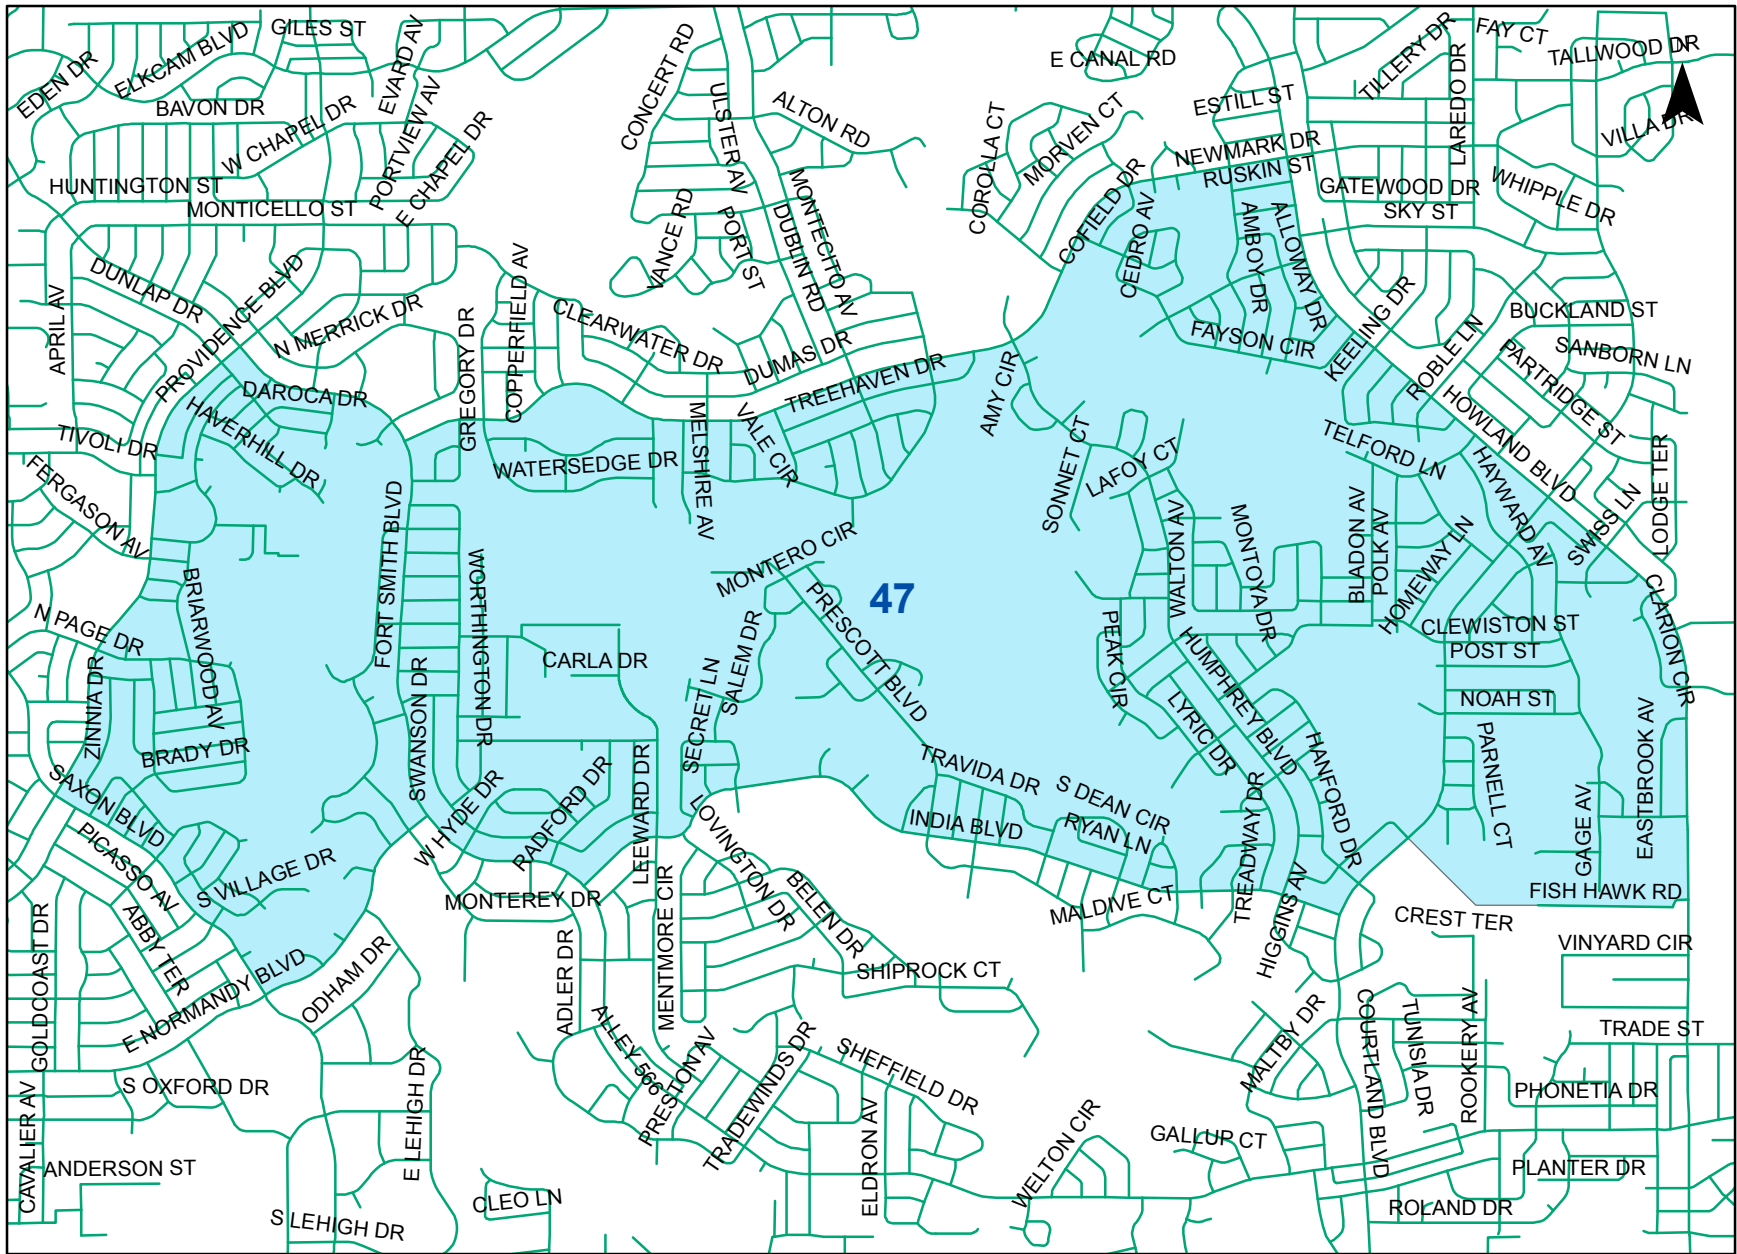 GILES ST
ELKCAM BLVD
EVARD AV
EDEN DR
BAVON DR
W CHAPEL DR
PORTVIEW AV
E CHAPEL DR
HUNTINGTON ST
MONTICELLO ST
CONCERT RD
ULSTER AV
ALTON RD
E CANAL RD
COROLLA CT
MORVEN CT
ESTILL ST
TILLERY DR
LAREDO DR
FAY CT
TALLWOOD DR
N
VILLA DR
NEWMARK DR
RUSKIN ST
GATEWOOD DR
SKY ST
WHIPPLE DR
COFIELD DR
CEDRO AV
AMBOY DR
ALLOWAY DR
VANCE RD
PORT ST
DUBLIN RD
MONTECITO AV
DUNLAP DR
APRIL AV
PROVIDENCE BLVD
N MERRICK DR
GREGORY DR
COPPERFIELD AV
CLEARWATER DR
DUMAS DR
TREEHAVEN DR
AMY CIR
FAYSON CIR
KEELING DR
ROBLE LN
BUCKLAND ST
SANBORN LN
PARTRIDGE ST
HOWLAND BLVD
DAROCA DR
HAVERHILL DR
TIVOLI DR
FERGASON AV
WATERSEDGE DR
MELSHIRE AV
VALE CIR
SONNET CT
LAFOY CT
TELFORD LN
HAYWARD AV
SWISS LN
LODGE TER
FORT SMITH BLVD
WORTHINGTON DR
MONTERO CIR
PRESCOTT BLVD
47
WALTON AV
MONTOYA DR
BLADON AV
POLK AV
HOMEWAY LN
CLARION CIR
N PAGE DR
BRIARWOOD AV
ZINNIA DR
BRADY DR
CARLA DR
SWANSON DR
SALEM DR
SECRET LN
PEAK CIR
HUMPHREY BLVD
LYRIC DR
CLEWISTON ST
POST ST
NOAH ST
PARNELL CT
GAGE AV
EASTBROOK AV
FISH HAWK RD
SAXON BLVD
PICASSO AV
S VILLAGE DR
W HYDE DR
RADFORD DR
LEEWARD DR
LOVINGTON DR
TRAVIDA DR
S DEAN CIR
INDIA BLVD
RYAN LN
TREADWAY DR
HANFORD DR
HIGGINS AV
MALDIVE CT
MONTEREY DR
MENTMORE CIR
BELEN DR
SHIPROCK CT
CREST TER
VINYARD CIR
GOLDCOAST DR
ABBY TER
E NORMANDY BLVD
ODHAM DR
ADLER DR
ALLEY 566
PRESTON AV
TRADEWINDS DR
SHEFFIELD DR
MALTBY DR
COURTLAND BLVD
TUNISIA DR
ROOKERY AV
TRADE ST
PHONETIA DR
CAVALIER AV
S OXFORD DR
E LEHIGH DR
ANDERSON ST
S LEHIGH DR
CLEO LN
ELDRON AV
WELTON CIR
GALLUP CT
PLANTER DR
ROLAND DR